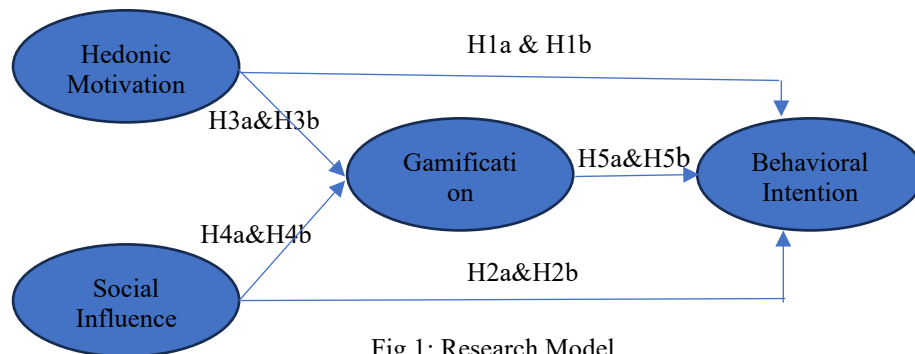 Hedonic
Motivation
H1a & H1b
H3a&H3b
Gamificati
on
H5a&H5b
Behavioral
Intention
H4a&H4b
H2a&H2b
Social
Influence
Fig 1: Research Model